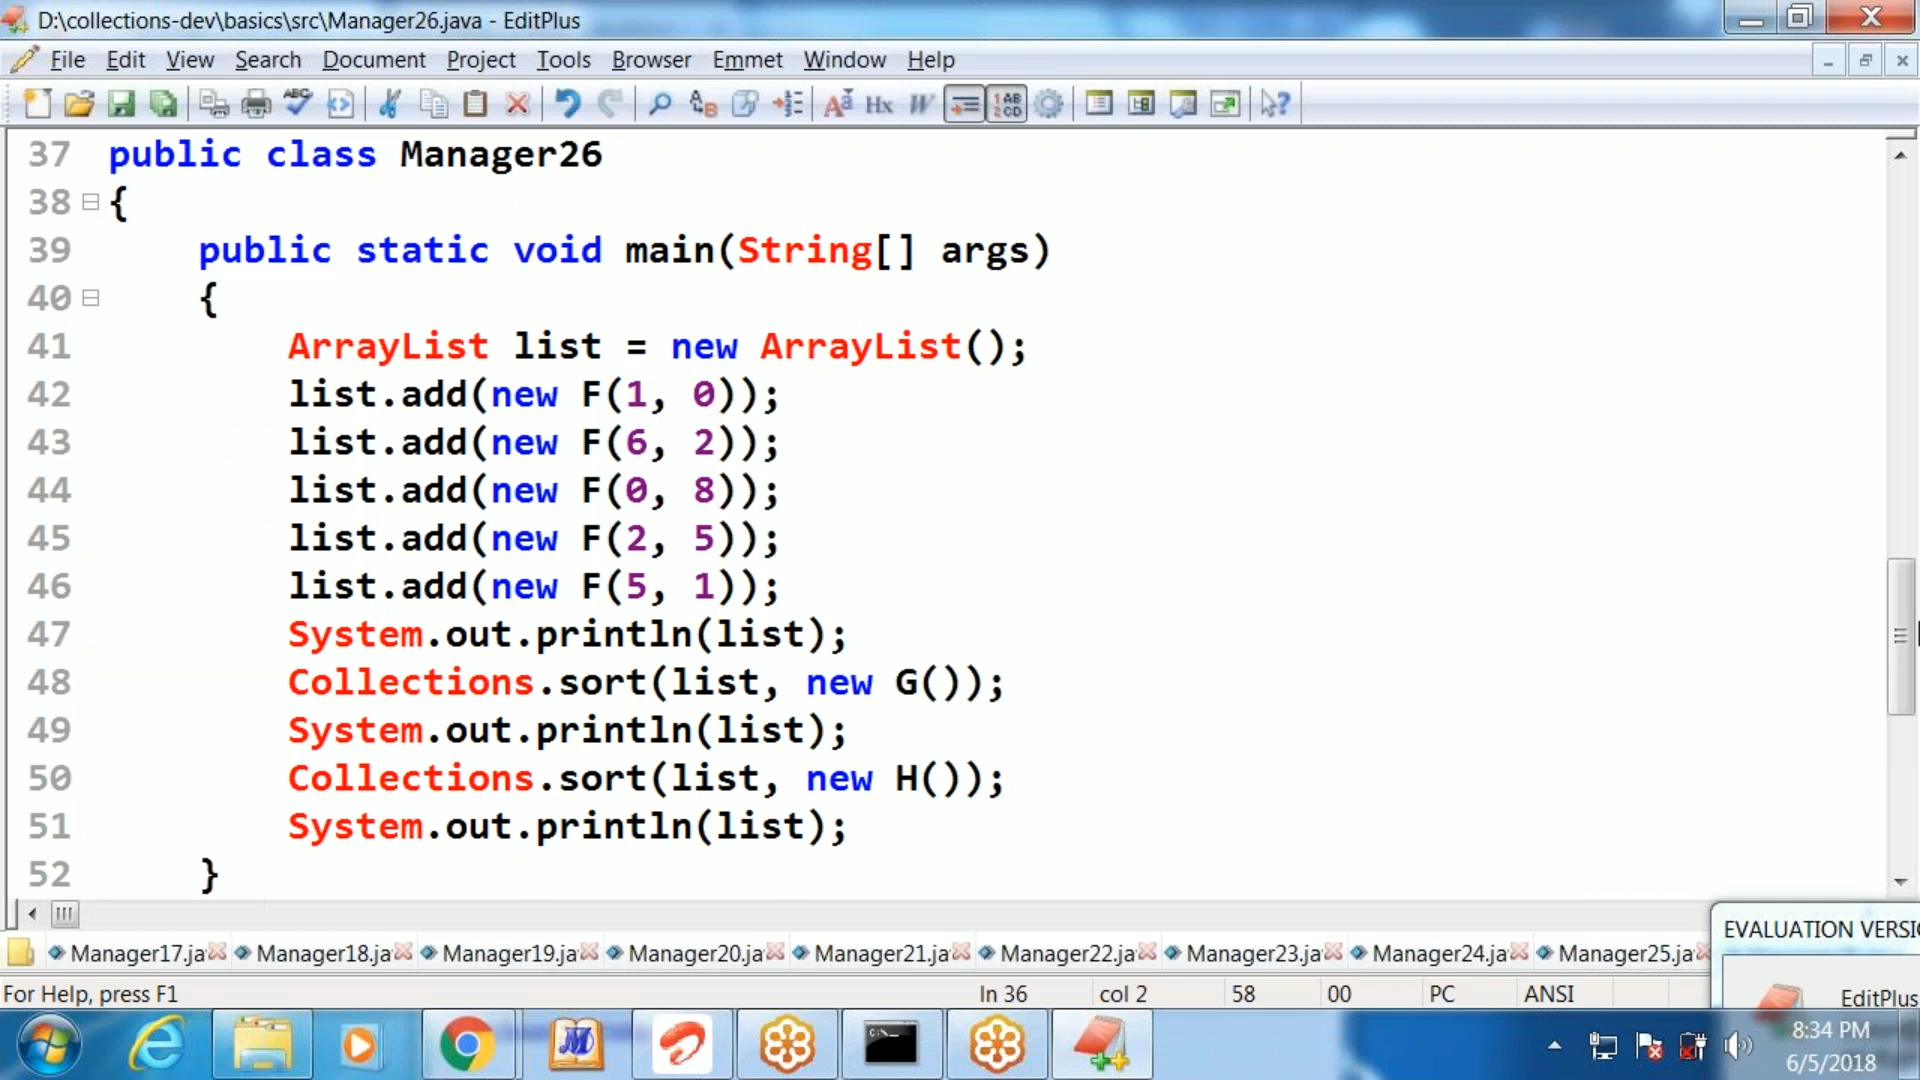 D:\collections-dev\basics\src\Manager26.java - EditPlus
File Edit View Search Document Project Tools Browser Emmet Window Help
37 public class Manager26
38 {
39 public static void main(String[] args)
40 {
41 ArrayList list = new ArrayList();
42 list.add(new F(1, 0));
43 list.add(new F(6, 2));
44 list.add(new F(0, 8));
45 list.add(new F(2, 5));
46 list.add(new F(5, 1));
47 System.out.println(list);
48 Collections.sort(list, new G());
49 System.out.println(list);
50 Collections.sort(list, new H());
51 System.out.println(list);
52 }
EVALUATION VERSI
Manager17.ja Manager18.ja Manager19.ja Manager20.ja Manager21.ja Manager22.ja Manager23.ja Manager24.ja Manager25.ja
For Help, press F1 ln 36 col 2 58 00 PC ANSI
EditPlus
8:34 PM
6/5/2018